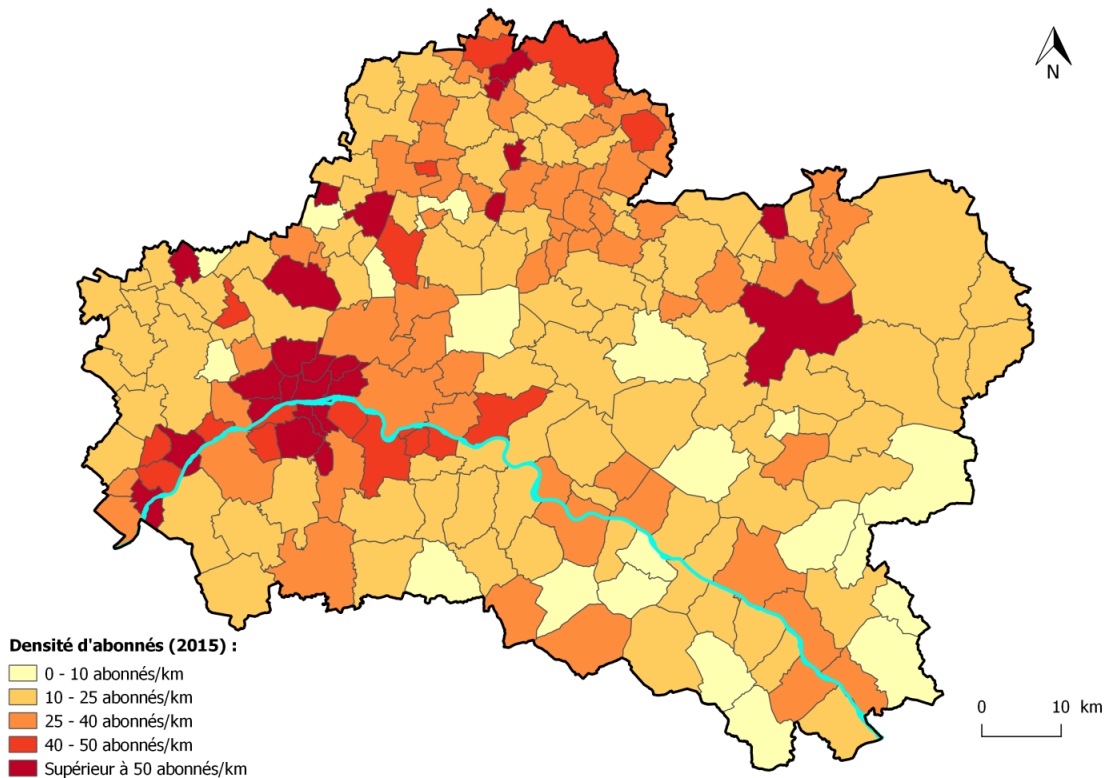 N
Densité d'abonnés (2015) :
0 - 10 abonnés/km
10 - 25 abonnés/km
25 - 40 abonnés/km
40 - 50 abonnés/km
Supérieur à 50 abonnés/km
0 10 km